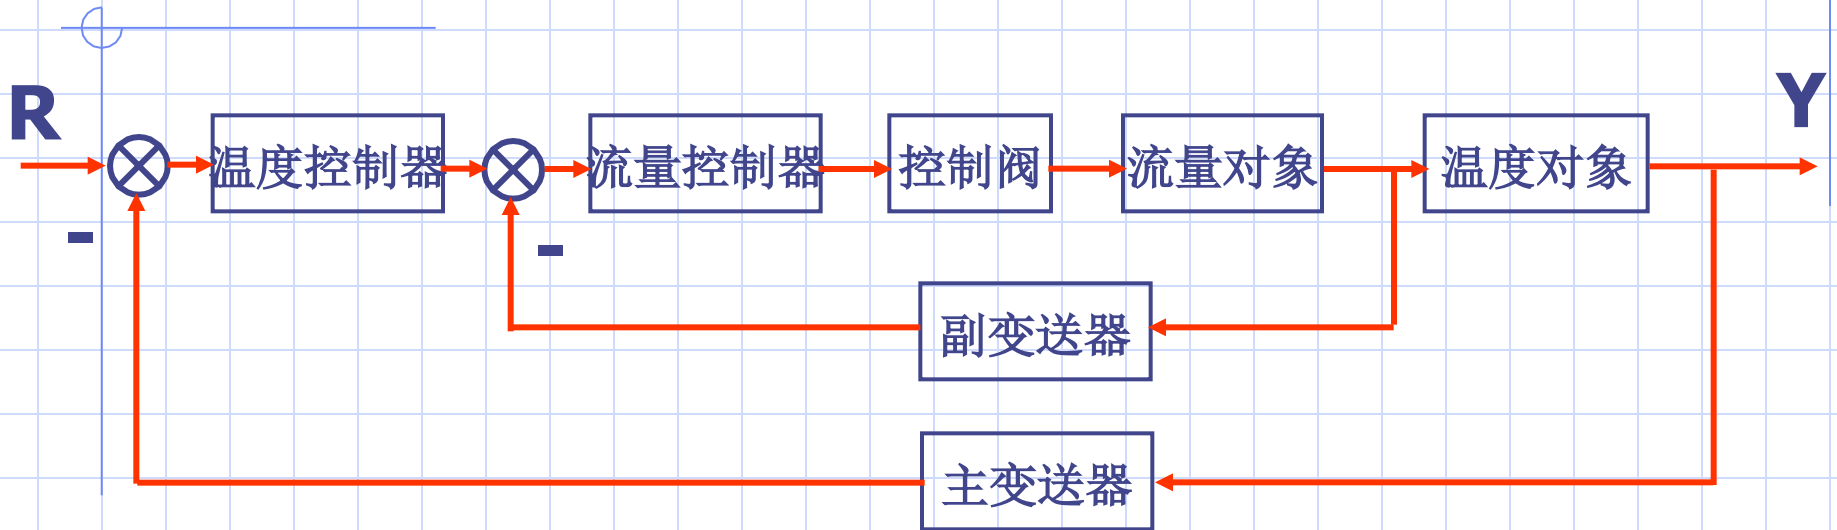 R
Y
温度控制器
流量控制器
控制阀
流量对象
温度对象
-
-
副变送器
主变送器